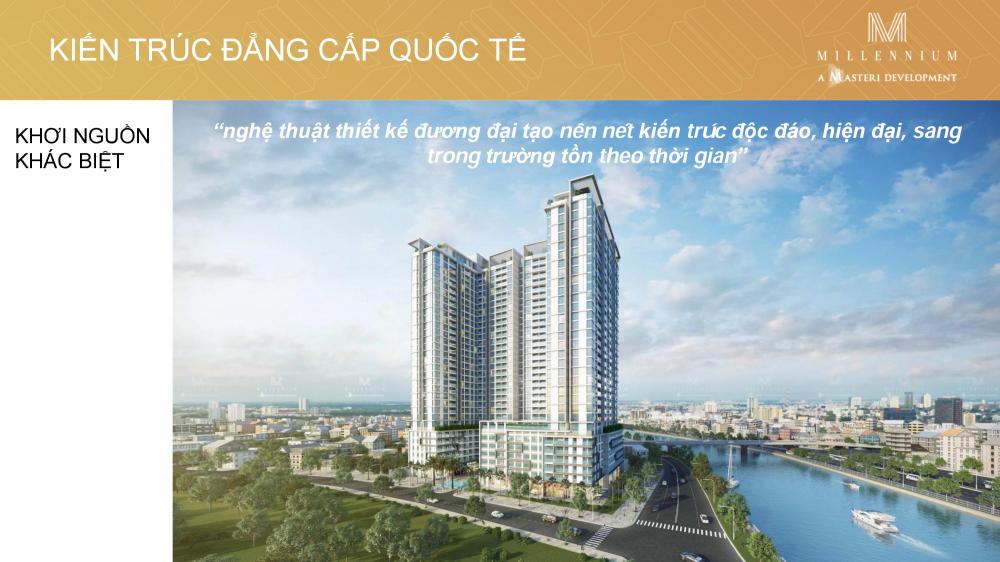 KIẾN TRÚC ĐẲNG CẤP QUỐC TẾ
MILLENNIUM
A MASTERI DEVELOPMENT
KHƠI NGUỒN
KHÁC BIỆT
“nghệ thuật thiết kế đương đại tạo nên nét kiến trúc độc đáo, hiện đại, sang
trong trường tồn theo thời gian”